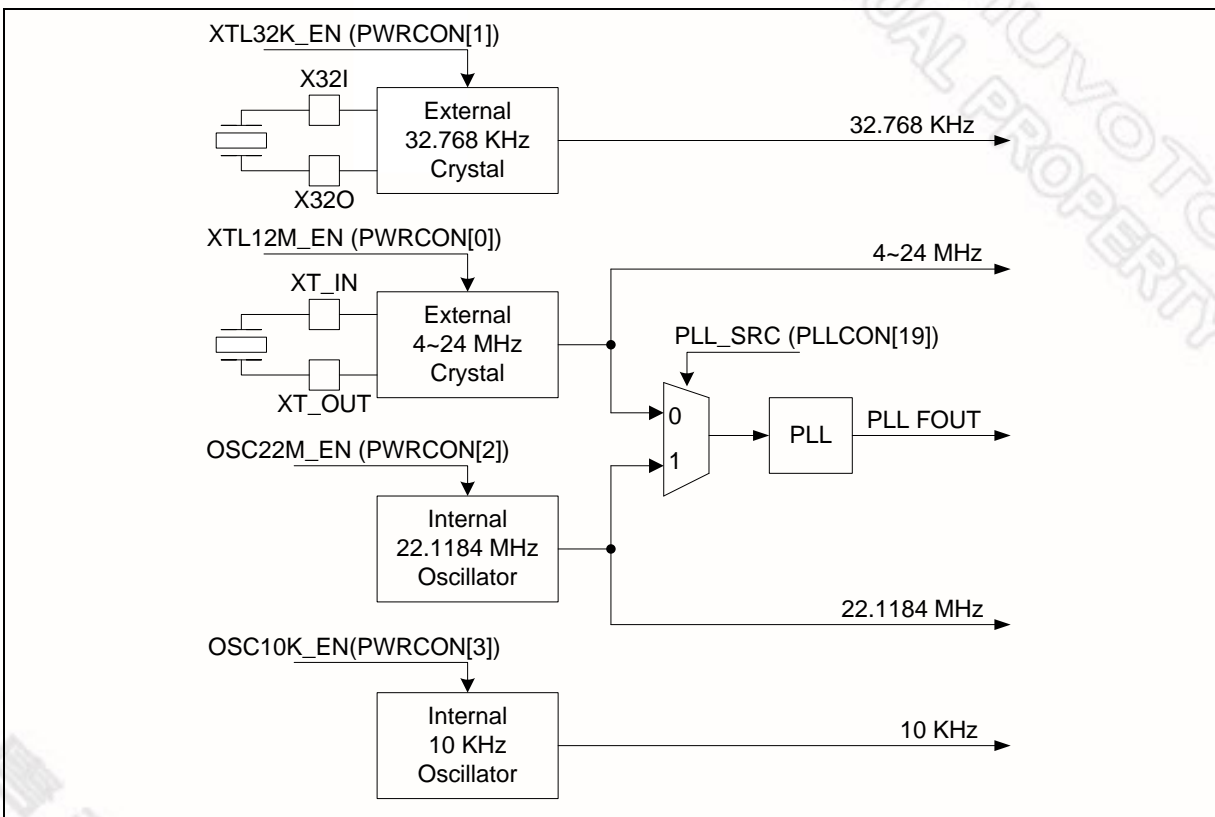 XTL32K_EN (PWRCON[1])
X32I
External
32.768 KHz
Crystal
32.768 KHz
X32O
XTL12M_EN (PWRCON[0])
XT_IN
External
4~24 MHz
Crystal
4~24 MHz
XT_OUT
PLL_SRC (PLLCON[19])
0
1
PLL
PLL FOUT
OSC22M_EN (PWRCON[2])
Internal
22.1184 MHz
Oscillator
22.1184 MHz
OSC10K_EN(PWRCON[3])
Internal
10 KHz
Oscillator
10 KHz